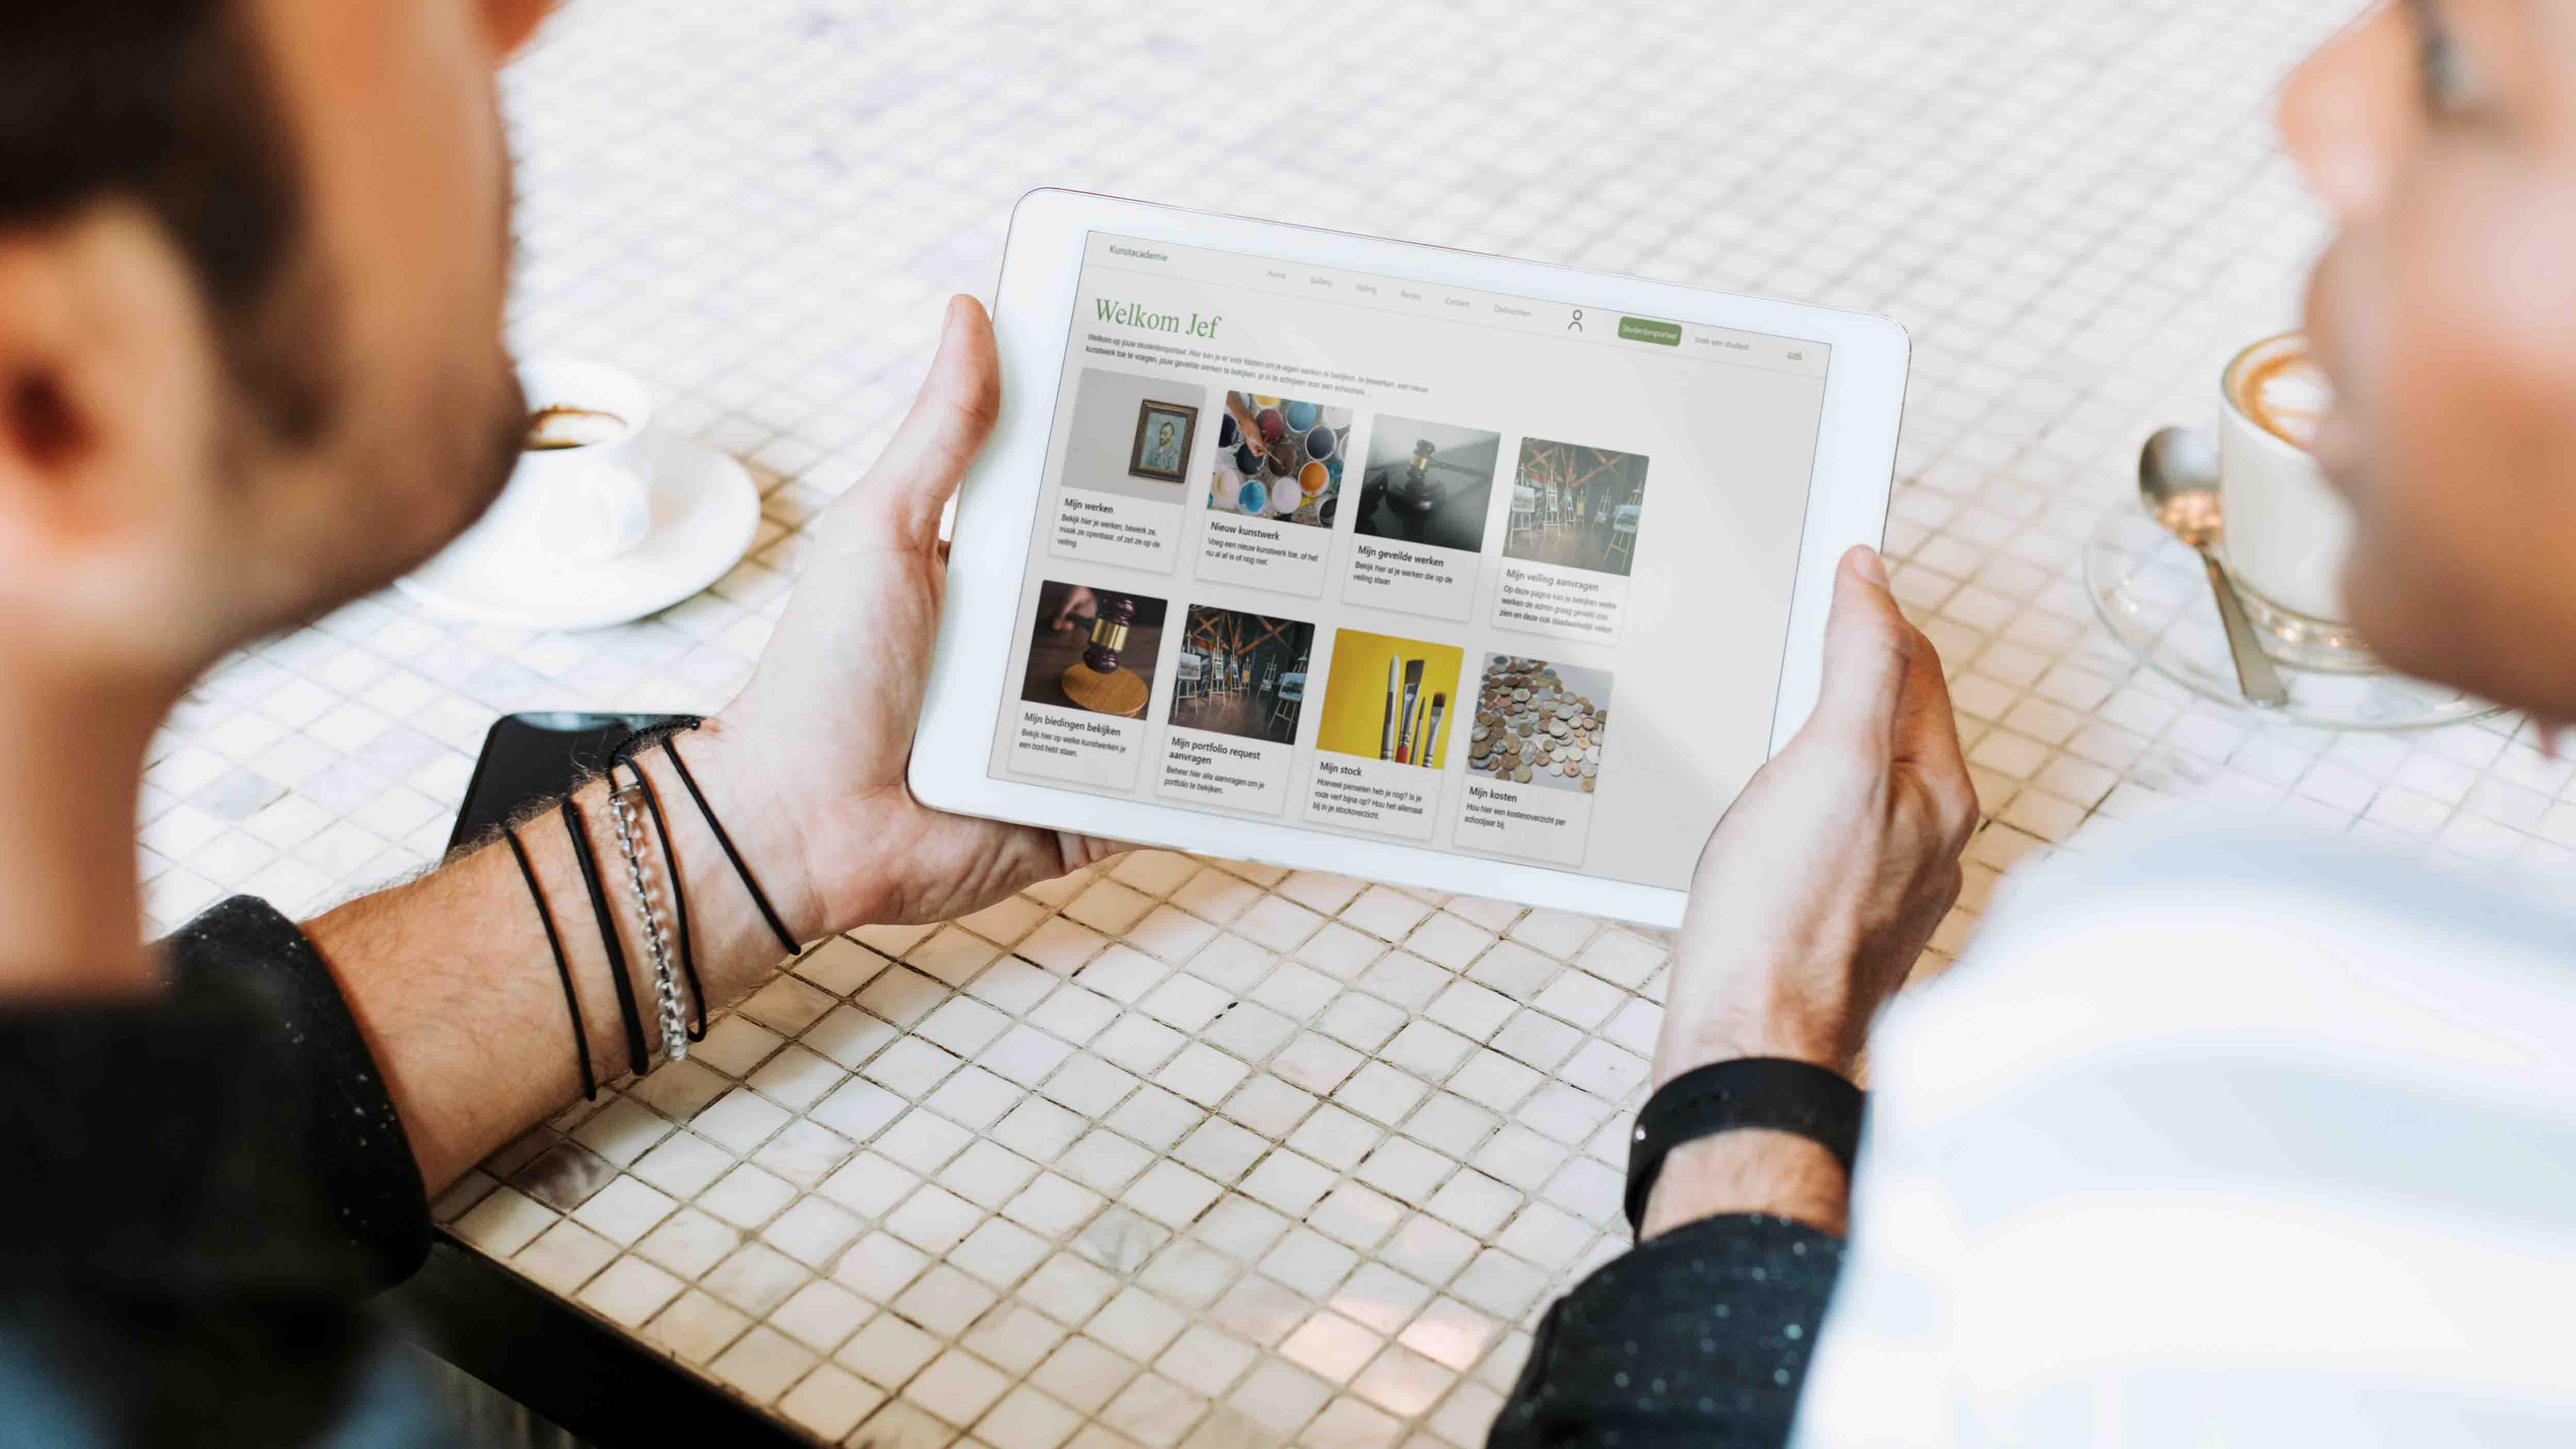 Kunstacademie
Home Gallerij Veiling Reizen Contact Opdrachten
Studentenportaal
zoek een student
zoek
Welkom Jef
Welkom op jouw studentenportaal. Hier kan je er voor kiezen om je eigen werken te bekijken, te bewerken, een nieuw
kunstwerk toe te voegen, jouw geveilde werken te bekijken, je in te schrijven voor een schoolreis, ...
Mijn werken
Bekijk hier je werken, bewerk ze,
maak ze openbaar, of zet ze op de
veiling.
Nieuw kunstwerk
Voeg een nieuw kunstwerk toe, of het
nu al af is of nog niet.
Mijn geveilde werken
Bekijk hier al je werken die op de
veiling staan
Mijn veiling aanvragen
Op deze pagina kan je bekijken welke
werken de admin graag geveild zou
zien en deze ook daadwerkelijk veilen
Mijn biedingen bekijken
Bekijk hier op welke kunstwerken je
een bod hebt staan.
Mijn portfolio request
aanvragen
Beheer hier alle aanvragen om je
portfolio te bekijken.
Mijn stock
Hoeveel penselen heb je nog? Is je
rode verf bijna op? Hou het allemaal
bij in je stockoverzicht.
Mijn kosten
Hou hier een kostenoverzicht per
schooljaar bij.